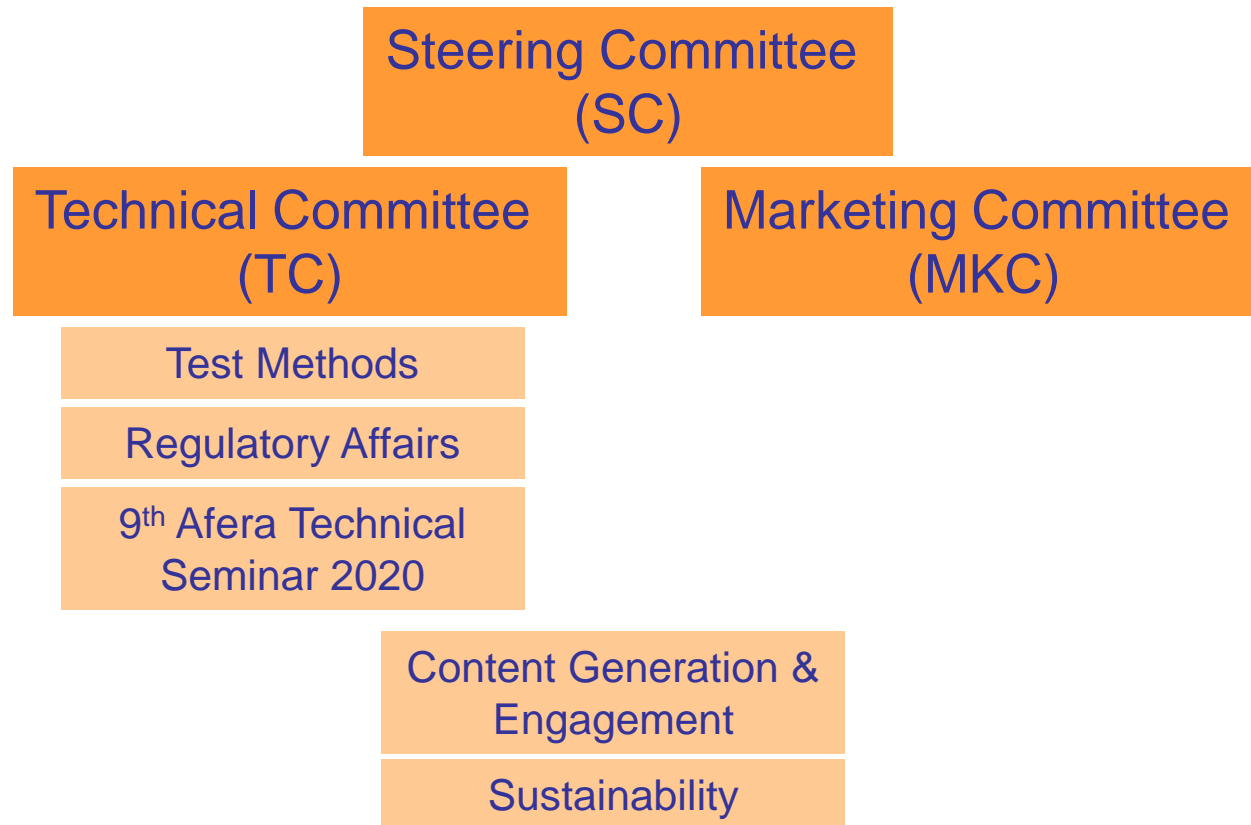 Steering Committee
(SC)
Technical Committee
(TC)
Marketing Committee
(MKC)
Test Methods
Regulatory Affairs
9th Afera Technical
Seminar 2020
Content Generation &
Engagement
Sustainability